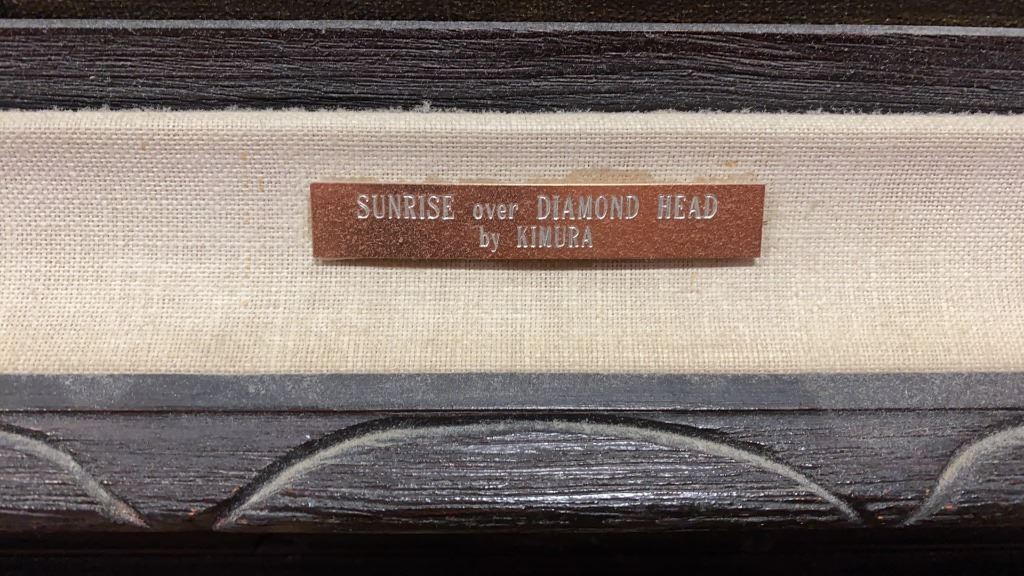 SUNRISE over DIAMOND HEAD
by KIMURA